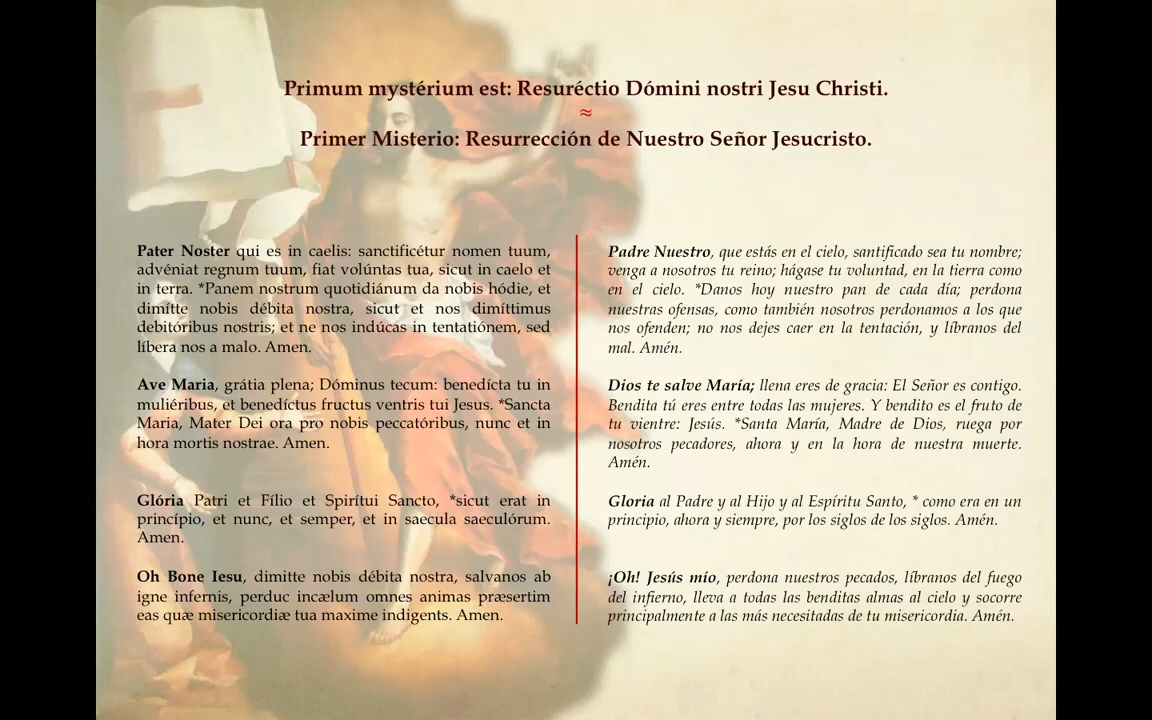 Primum mystérium est: Resuréctio Dómini nostri Jesu Christi.
≈
Primer Misterio: Resurrección de Nuestro Señor Jesucristo.
Pater Noster qui es in caelis: sanctificétur nomen tuum,
advéniat regnum tuum, fiat volúntas tua, sicut in caelo et
in terra. *Panem nostrum quotidiánum da nobis hódie, et
dimítte nobis débita nostra, sicut et nos dimíttimus
debitóribus nostris; et ne nos indúcas in tentatiónem, sed
líbera nos a malo. Amen.
Ave Maria, grátia plena; Dóminus tecum: benedícta tu in
muliéribus, et benedíctus fructus ventris tui Jesus. *Sancta
Maria, Mater Dei ora pro nobis peccatóribus, nunc et in
hora mortis nostrae. Amen.
Glória Patri et Fílio et Spirítui Sancto, *sicut erat in
princípio, et nunc, et semper, et in saecula saeculórum.
Amen.
Oh Bone Iesu, dimitte nobis débita nostra, salvanos ab
igne infernis, perduc incælum omnes animas præsertim
eas quæ misericordiæ tua maxime indigents. Amen.
Padre Nuestro, que estás en el cielo, santificado sea tu nombre;
venga a nosotros tu reino; hágase tu voluntad, en la tierra como
en el cielo. *Danos hoy nuestro pan de cada día; perdona
nuestras ofensas, como también nosotros perdonamos a los que
nos ofenden; no nos dejes caer en la tentación, y líbranos del
mal. Amén.
Dios te salve María; llena eres de gracia: El Señor es contigo.
Bendita tú eres entre todas las mujeres. Y bendito es el fruto de
tu vientre: Jesús. *Santa María, Madre de Dios, ruega por
nosotros pecadores, ahora y en la hora de nuestra muerte.
Amén.
Gloria al Padre y al Hijo y al Espíritu Santo, * como era en un
principio, ahora y siempre, por los siglos de los siglos. Amén.
¡Oh! Jesús mío, perdona nuestros pecados, líbranos del fuego
del infierno, lleva a todas las benditas almas al cielo y socorre
principalmente a las más necesitadas de tu misericordia. Amén.